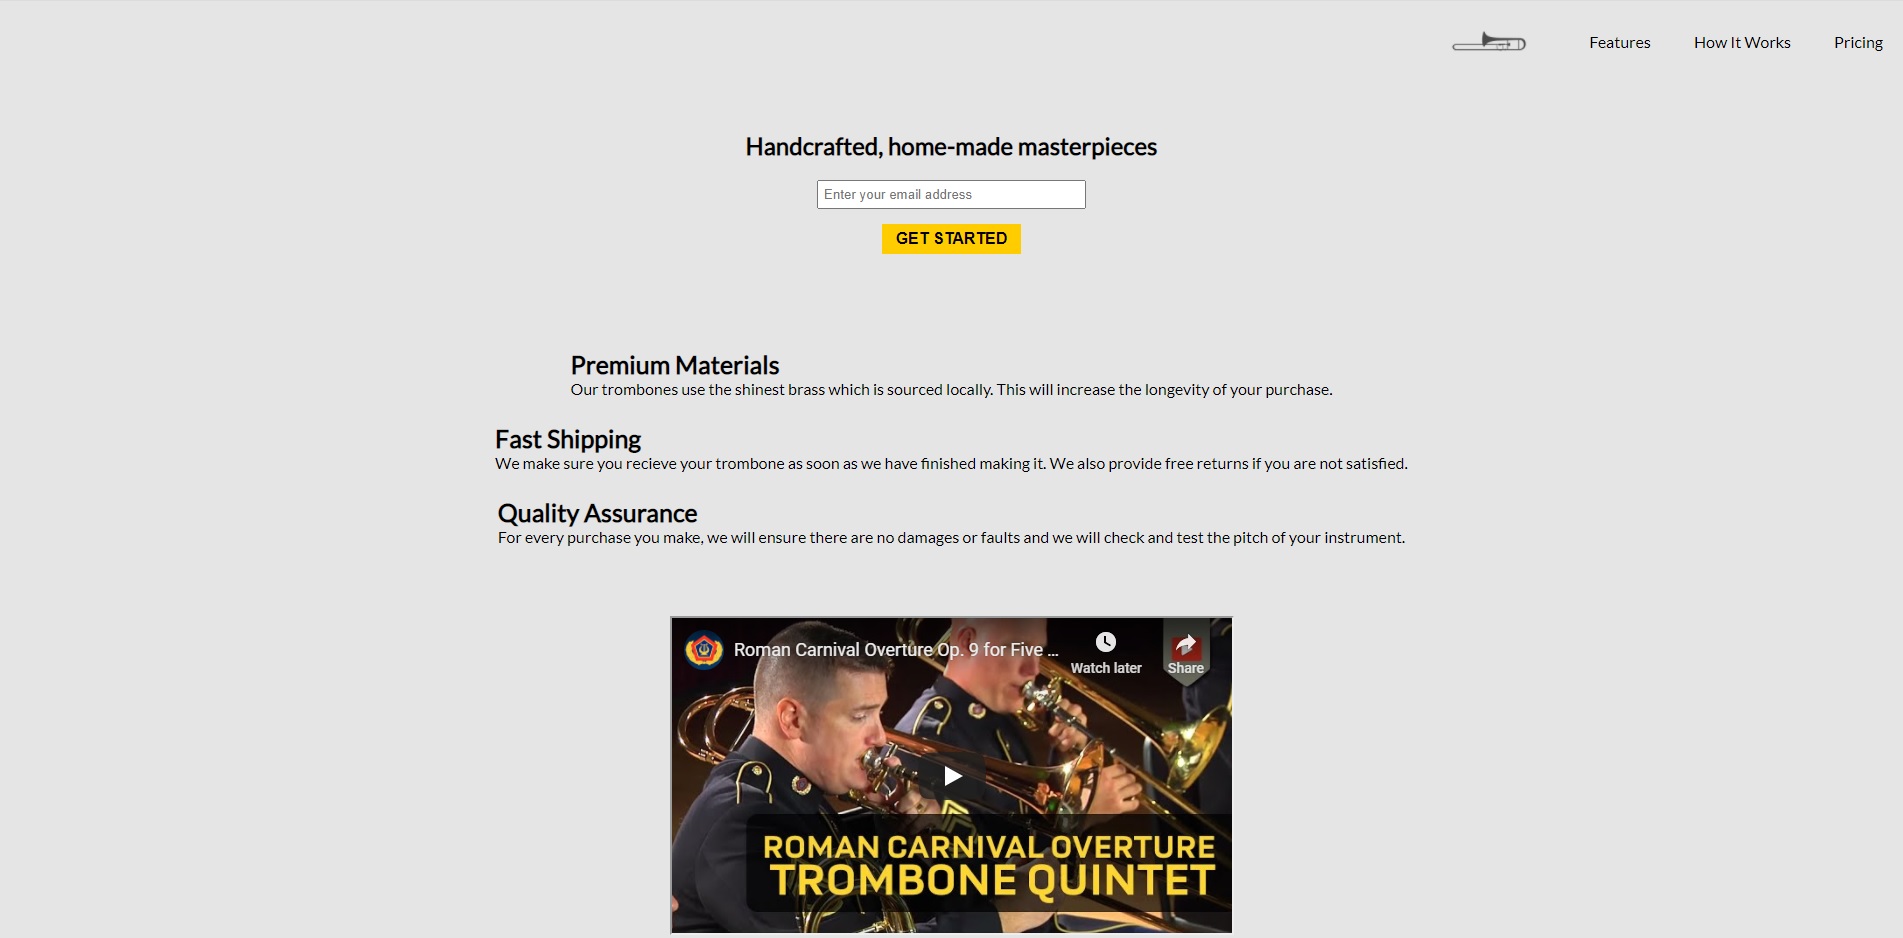 Features
How It Works
Pricing
Handcrafted, home-made masterpieces
Enter your email address
GET STARTED
Premium Materials
Our trombones use the shinest brass which is sourced locally. This will increase the longevity of your purchase.
Fast Shipping
We make sure you recieve your trombone as soon as we have finished making it. We also provide free returns if you are not satisfied.
Quality Assurance
For every purchase you make, we will ensure there are no damages or faults and we will check and test the pitch of your instrument.
Roman Carnival Overture Op. 9 for Five ...
Watch later
Share
ROMAN CARNIVAL OVERTURE
TROMBONE QUINTET